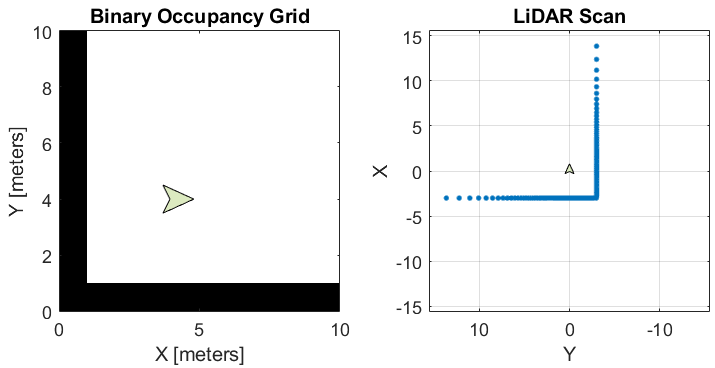 Binary Occupancy Grid
10
8
6
4
2
0
Y [meters]
0 5 10
X [meters]
LiDAR Scan
15
10
5
0
-5
-10
-15
X
10 0 -10
Y